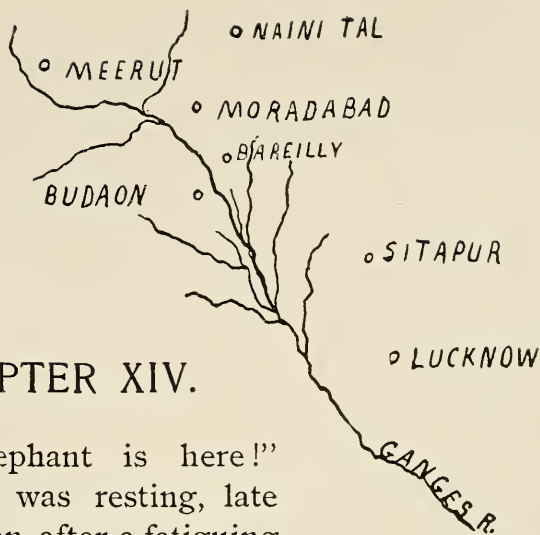 NAINI TAL
MEERUT
MORADABAD
BAREILLY
BUDAON
SITAPUR
LUCKNOW
GANGES R.
PTER XIV.
ephant is here!”
was resting, late
after a fatiguing